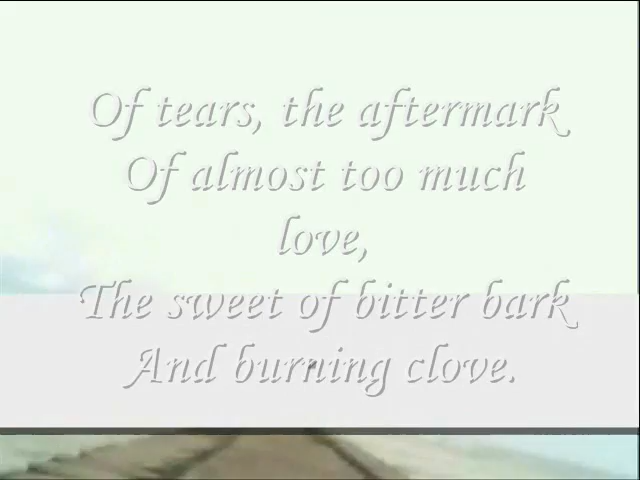 Of tears, the aftermark
Of almost too much
love,
The sweet of bitter bark
And burning clove.